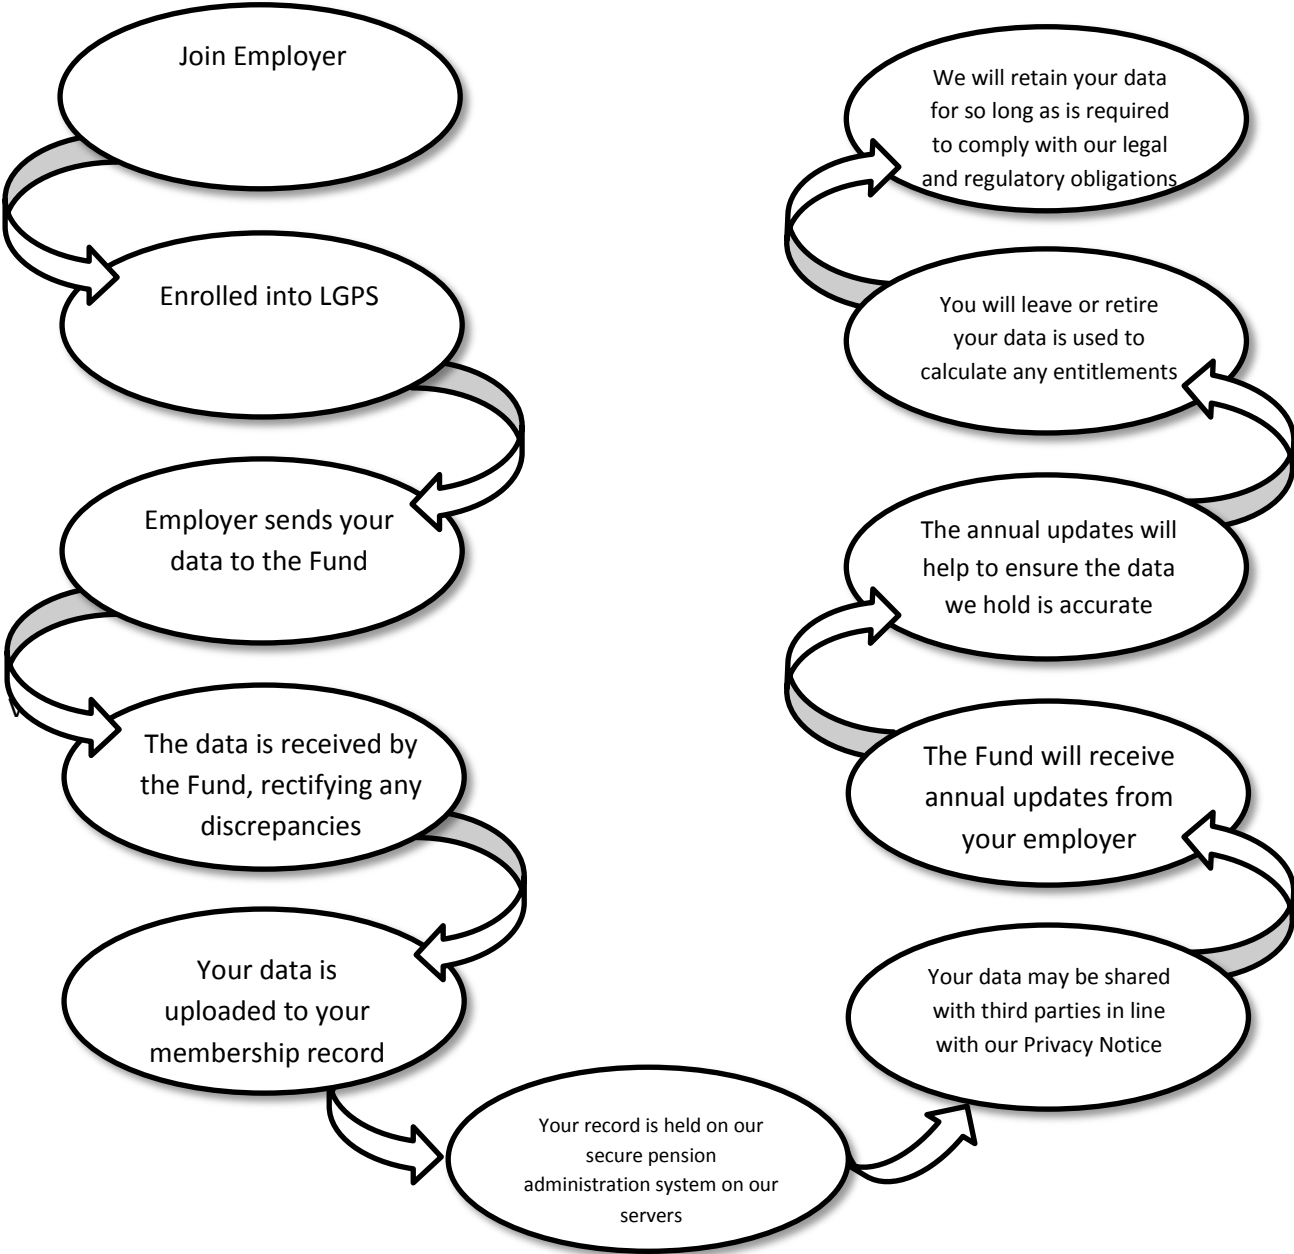 Join Employer
Enrolled into LGPS
Employer sends your
data to the Fund
The data is received by
the Fund, rectifying any
discrepancies
Your data is
uploaded to your
membership record
Your record is held on our
secure pension
administration system on our
servers
Your data may be shared
with third parties in line
with our Privacy Notice
The Fund will receive
annual updates from
your employer
The annual updates will
help to ensure the data
we hold is accurate
You will leave or retire
your data is used to
calculate any entitlements
We will retain your data
for so long as is required
to comply with our legal
and regulatory obligations